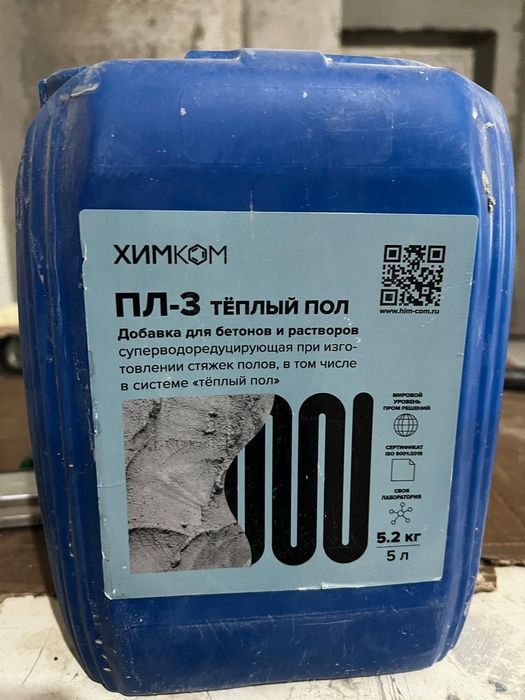 ХИМКОМ
www.him-com.ru
ПЛ-3 ТЁПЛЫЙ ПОЛ
Добавка для бетонов и растворов
суперводоредуцирующая при изго-
товлении стяжек полов, в том числе
в системе «тёплый пол»
МИРОВОЙ
УРОВЕНЬ
ПРОМ РЕШЕНИЙ
СЕРТИФИКАТ
ISO 9001:2015
СВОЯ
ЛАБОРАТОРИЯ
5.2 кг
5 л